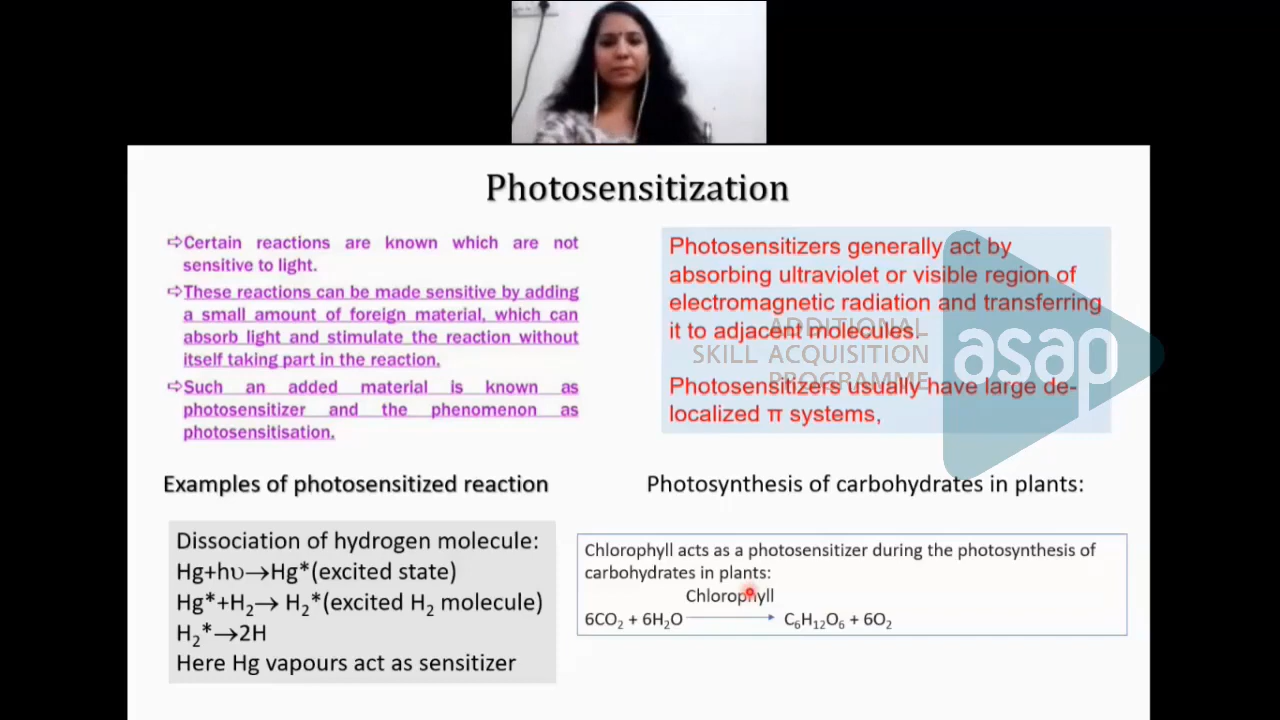 Photosensitization
⇨Certain reactions are known which are not
sensitive to light.
⇨These reactions can be made sensitive by adding
a small amount of foreign material, which can
absorb light and stimulate the reaction without
itself taking part in the reaction.
⇨Such an added material is known as
photosensitizer and the phenomenon as
photosensitisation.
Photosensitizers generally act by
absorbing ultraviolet or visible region of
electromagnetic radiation and transferring
it to adjacent molecules.
Photosensitizers usually have large de-
localized π systems,
ADDITIONAL
SKILL ACQUISITION
PROGRAMME
asap
Examples of photosensitized reaction
Dissociation of hydrogen molecule:
Hg+hυ→Hg*(excited state)
Hg*+H₂→ H₂*(excited H₂ molecule)
H₂*→2H
Here Hg vapours act as sensitizer
Photosynthesis of carbohydrates in plants:
Chlorophyll acts as a photosensitizer during the photosynthesis of
carbohydrates in plants:
Chlorophyll
6CO₂ + 6H₂O → C₆H₁₂O₆ + 6O₂